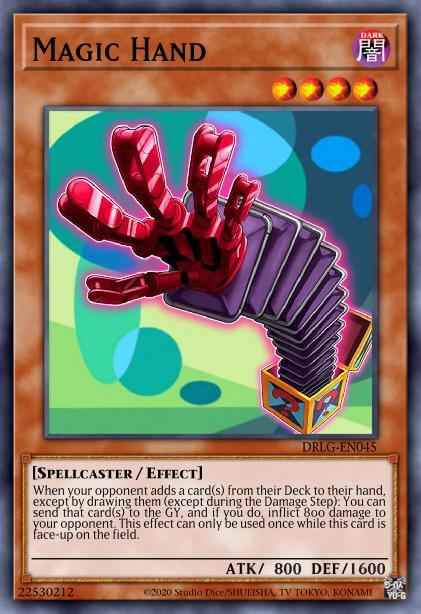 Magic Hand
DARK
闇
DRLG-EN045
[Spellcaster / Effect]
When your opponent adds a card(s) from their Deck to their hand,
except by drawing them (except during the Damage Step): You can
send that card(s) to the GY, and if you do, inflict 800 damage to
your opponent. This effect can only be used once while this card is
face-up on the field.
ATK/ 800 DEF/1600
22530212
©2020 Studio Dice/SHUEISHA, TV TOKYO, KONAMI